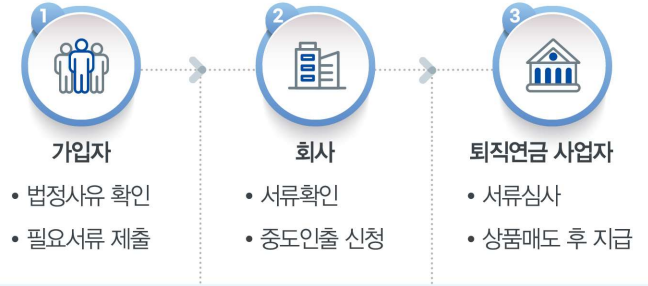 1
가입자
• 법정사유 확인
• 필요서류 제출
2
회사
• 서류확인
• 중도인출 신청
3
퇴직연금 사업자
• 서류심사
• 상품매도 후 지급